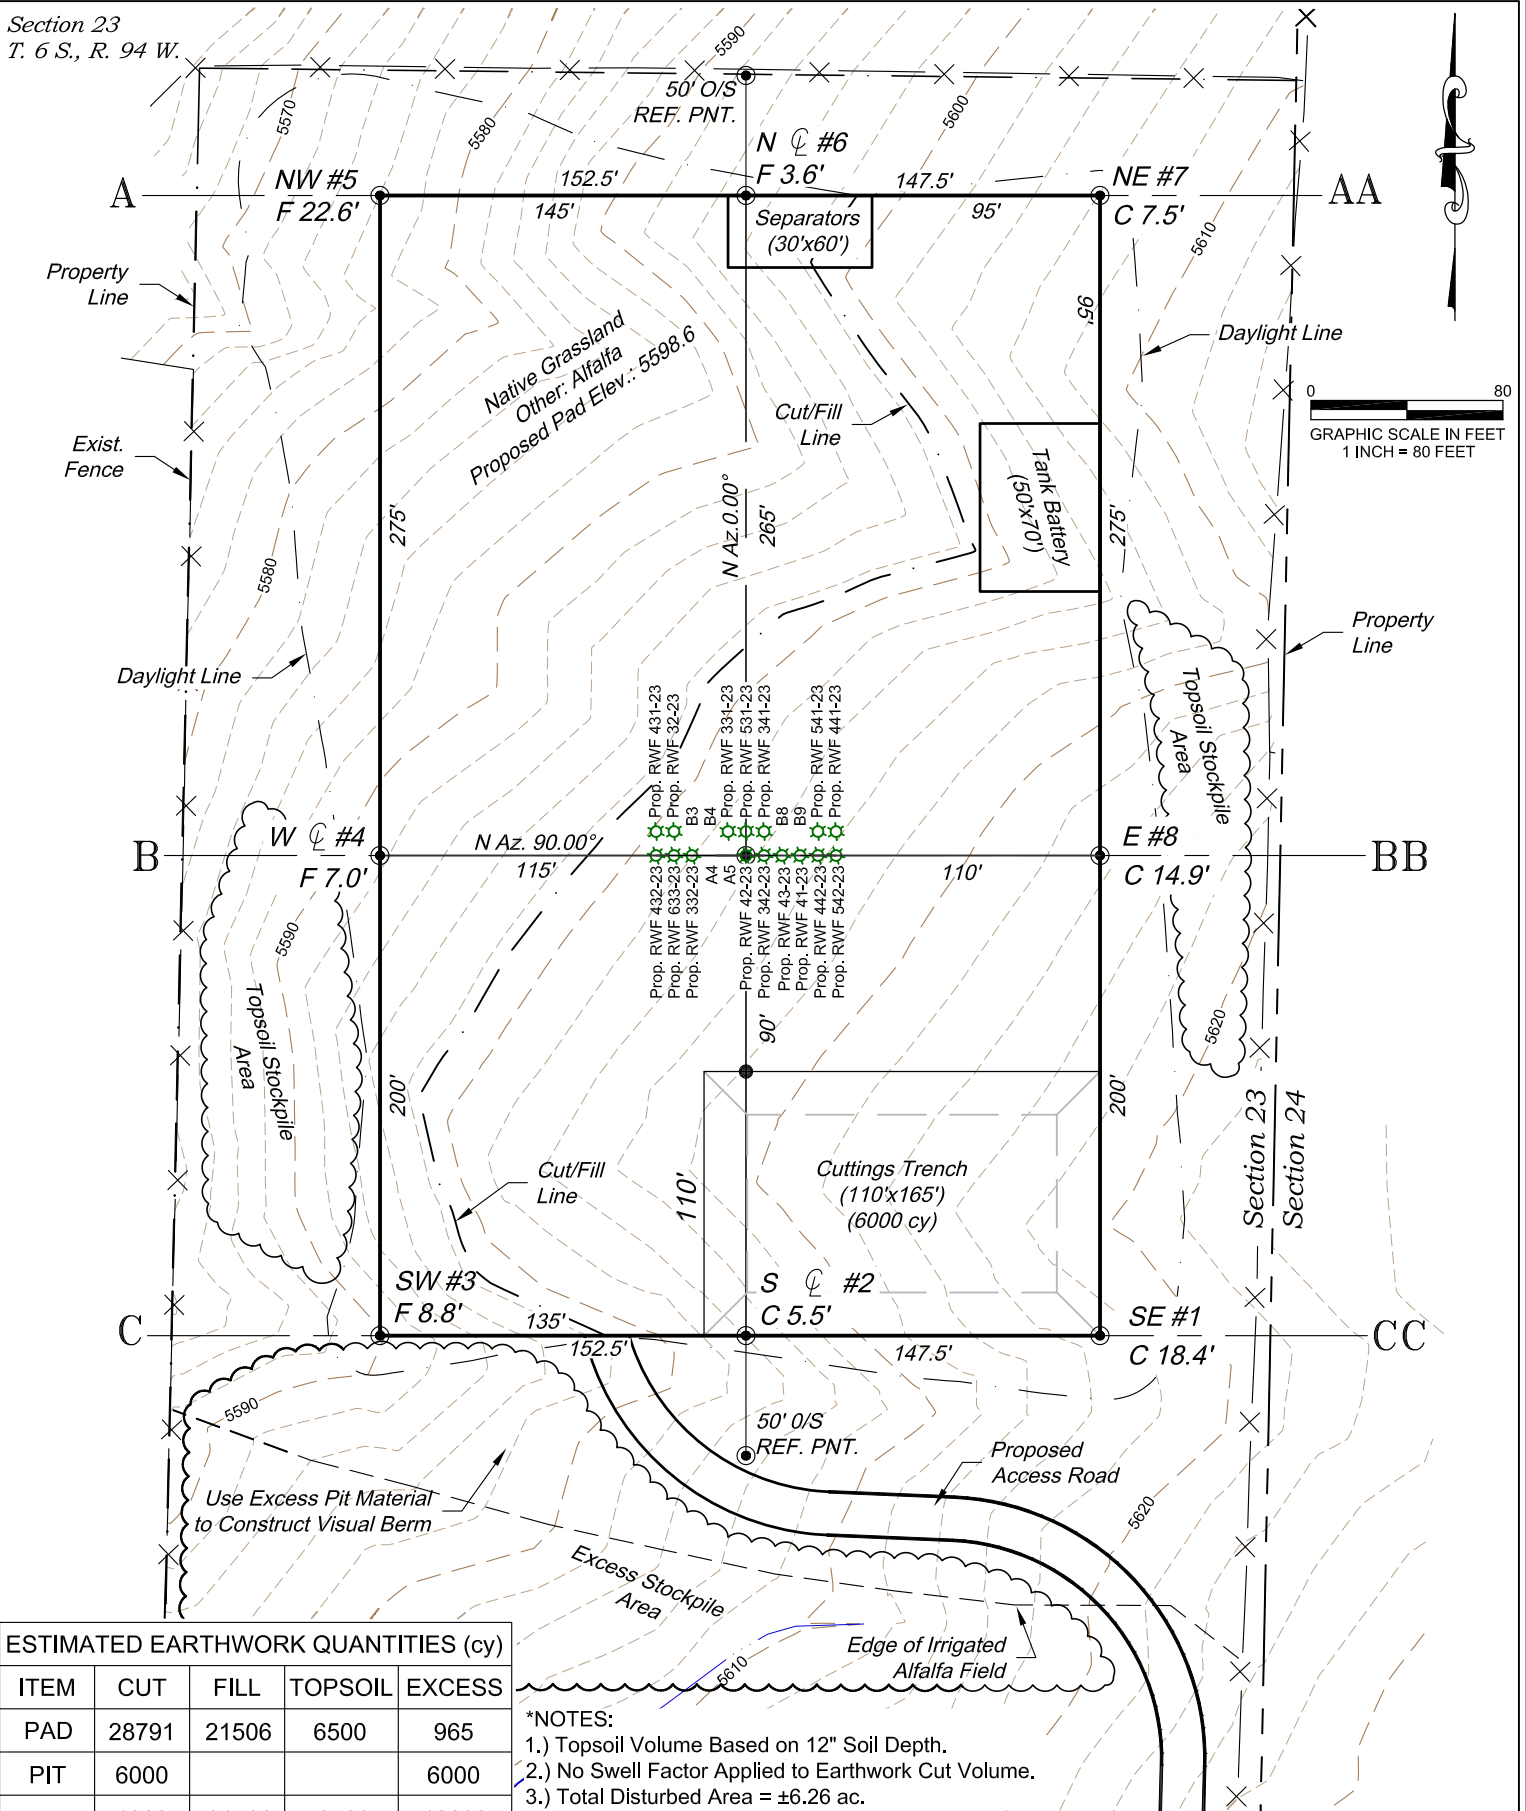 Section 23
T. 6 S., R. 94 W.
5590
5570
5580
5600
50' O/S
REF. PNT.
N ℄ #6
F 3.6'
NW #5
F 22.6'
152.5'
145'
147.5'
95'
NE #7
C 7.5'
A
AA
Separators
(30'x60')
5610
Property
Line
95'
Daylight Line
Native Grassland
Other: Alfalfa
Proposed Pad Elev.: 5598.6
Cut/Fill
Line
0
80
GRAPHIC SCALE IN FEET
1 INCH = 80 FEET
Exist.
Fence
Tank Battery
(50'x70')
275'
N Az.0.00°
265'
275'
5580
Property
Line
Daylight Line
Topsoil Stockpile
Area
Prop. RWF 431-23
Prop. RWF 32-23
B3
B4
Prop. RWF 331-23
Prop. RWF 531-23
Prop. RWF 341-23
B8
B9
Prop. RWF 541-23
Prop. RWF 441-23
W ℄ #4
F 7.0'
N Az. 90.00°
115'
110'
E #8
C 14.9'
B
BB
Prop. RWF 432-23
Prop. RWF 633-23
Prop. RWF 332-23
A4
A5
Prop. RWF 42-23
Prop. RWF 342-23
Prop. RWF 43-23
Prop. RWF 41-23
Prop. RWF 442-23
Prop. RWF 542-23
5590
Topsoil Stockpile
Area
90'
5620
200'
200'
Section 23
Section 24
Cut/Fill
Line
110'
Cuttings Trench
(110'x165')
(6000 cy)
SW #3
F 8.8'
S ℄ #2
C 5.5'
SE #1
C 18.4'
C
CC
135'
152.5'
147.5'
5590
50' 0/S
REF. PNT.
Proposed
Access Road
Use Excess Pit Material
to Construct Visual Berm
5620
Excess Stockpile
Area
Edge of Irrigated
Alfalfa Field
5610
ESTIMATED EARTHWORK QUANTITIES (cy)
ITEM CUT FILL TOPSOIL EXCESS
PAD 28791 21506 6500 965
PIT 6000 6000
*NOTES:
1.) Topsoil Volume Based on 12" Soil Depth.
2.) No Swell Factor Applied to Earthwork Cut Volume.
3.) Total Disturbed Area = ±6.26 ac.